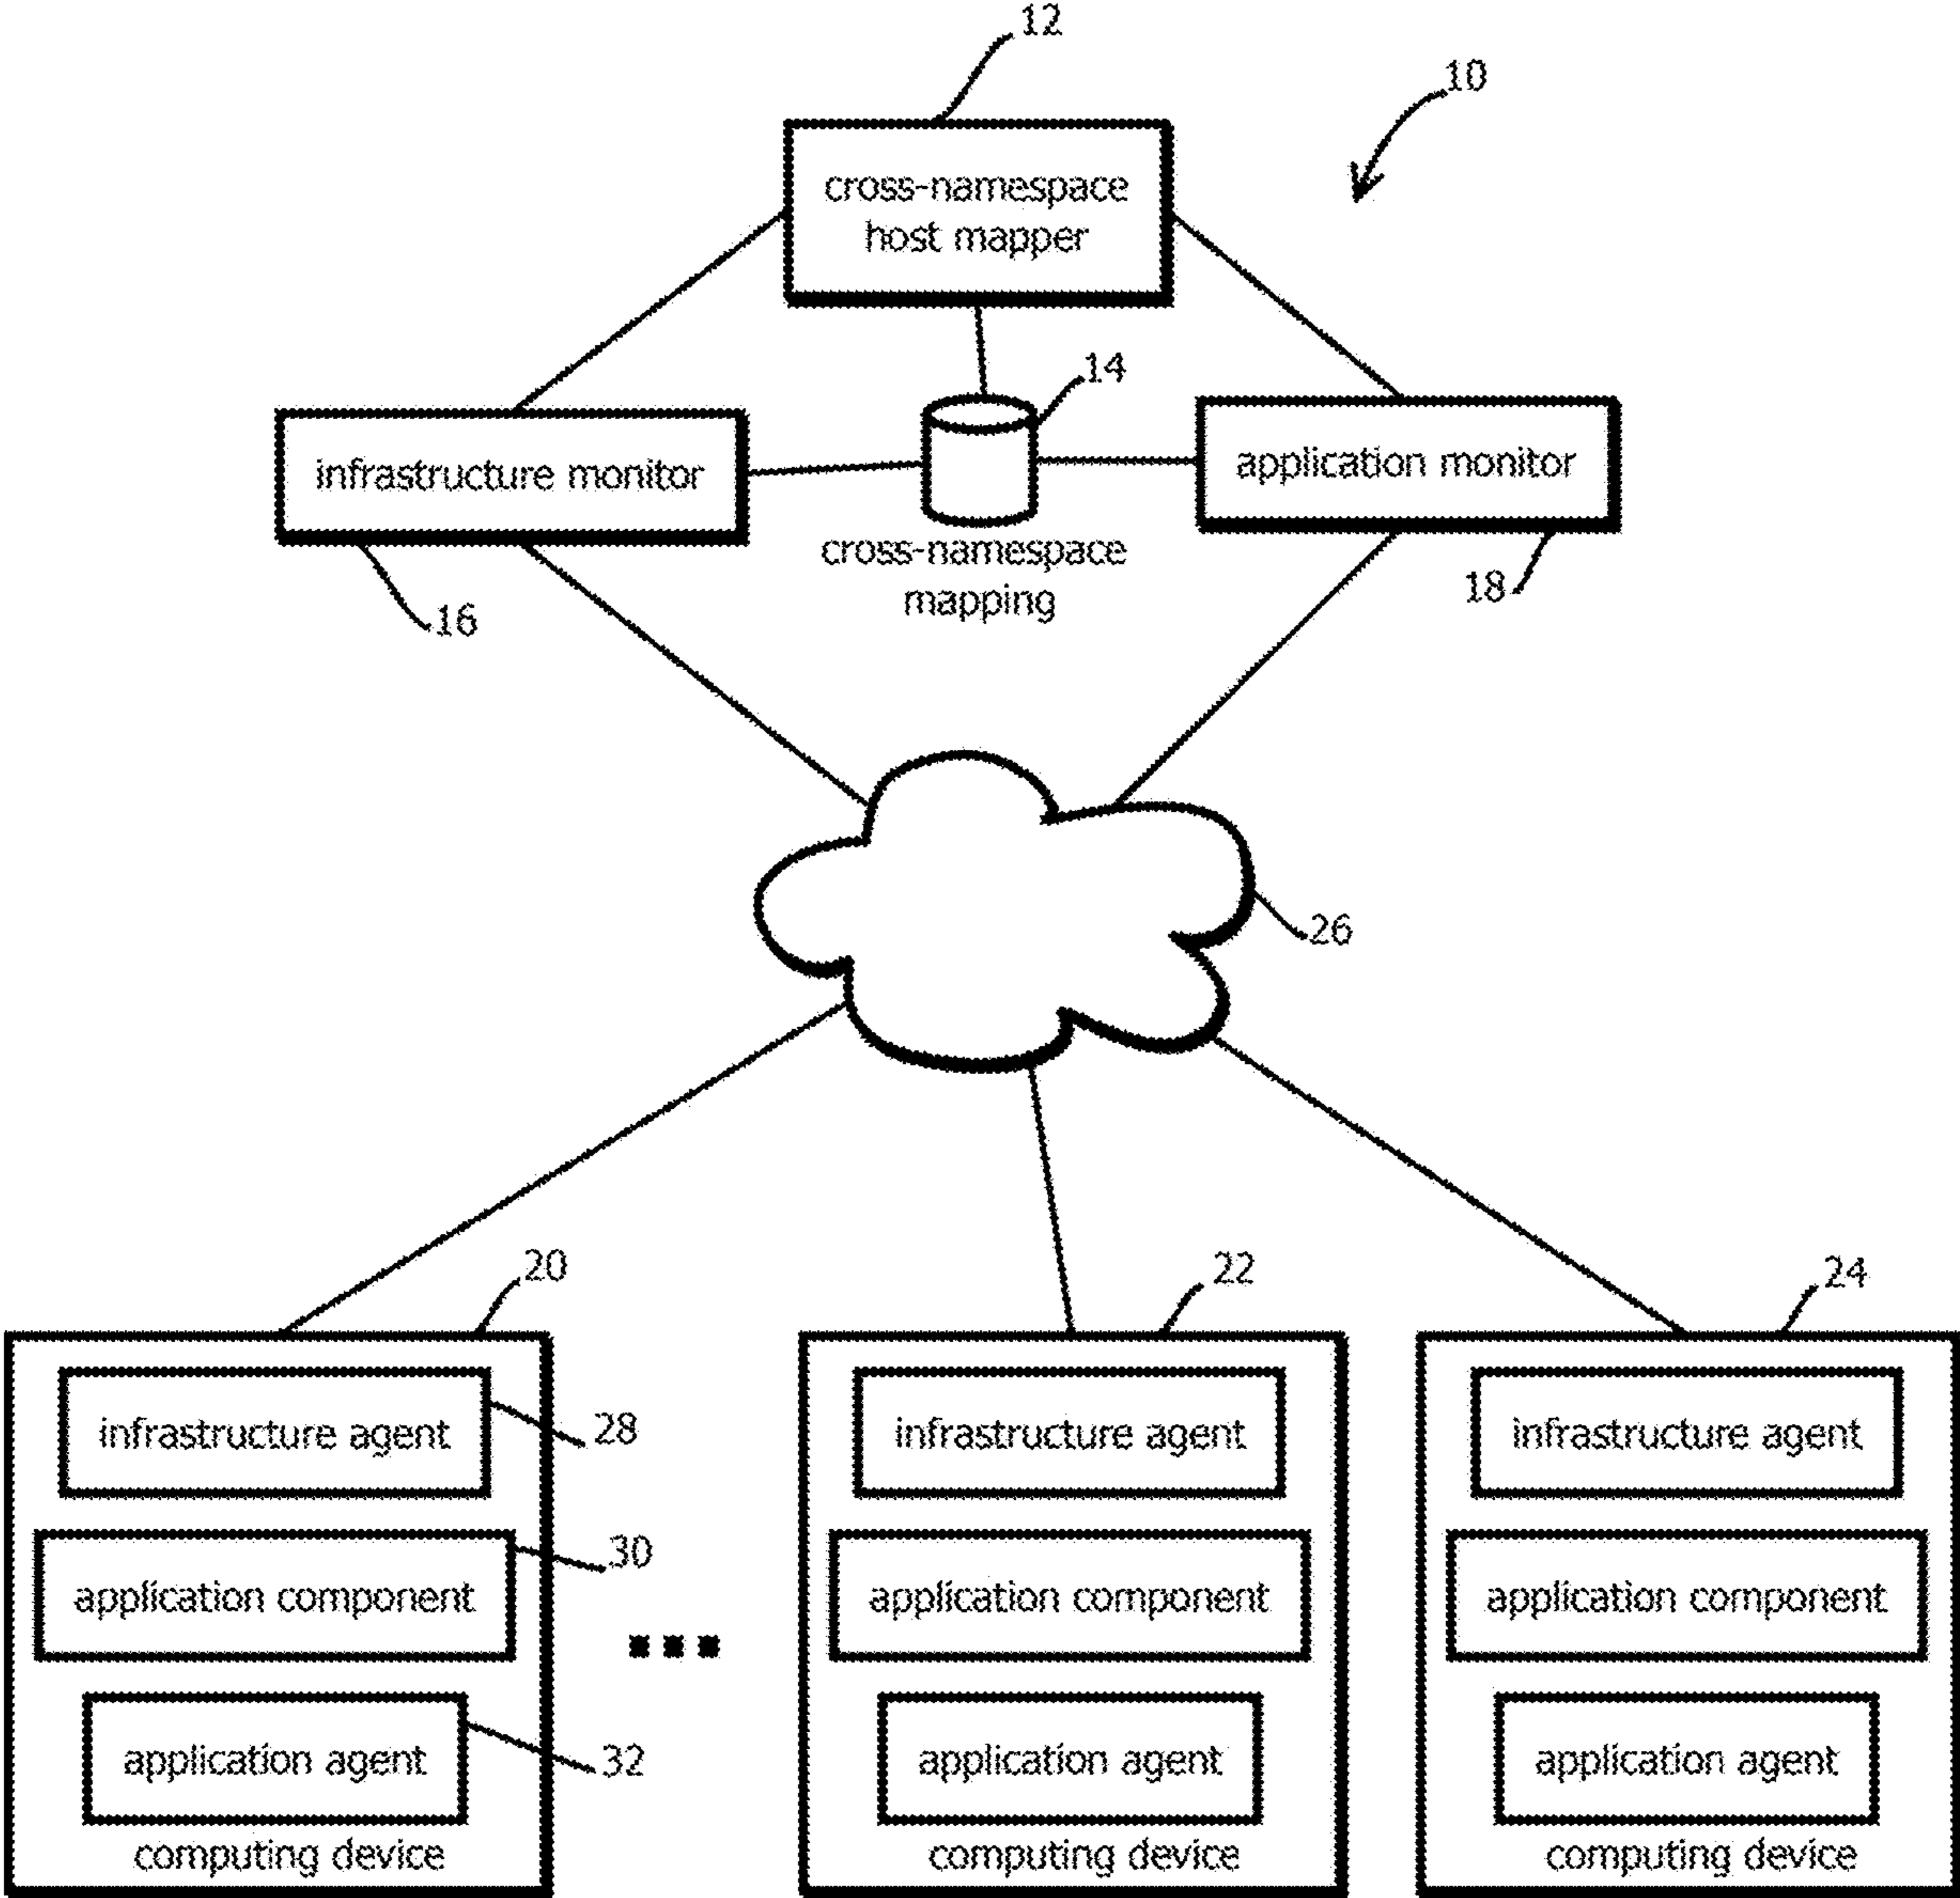 12
10
cross-namespace
host mapper
14
infrastructure monitor
application monitor
cross-namespace
mapping
16
18
26
20
22
24
infrastructure agent
28
infrastructure agent
infrastructure agent
30
application component
application component
application component
...
application agent
32
application agent
application agent
computing device
computing device
computing device